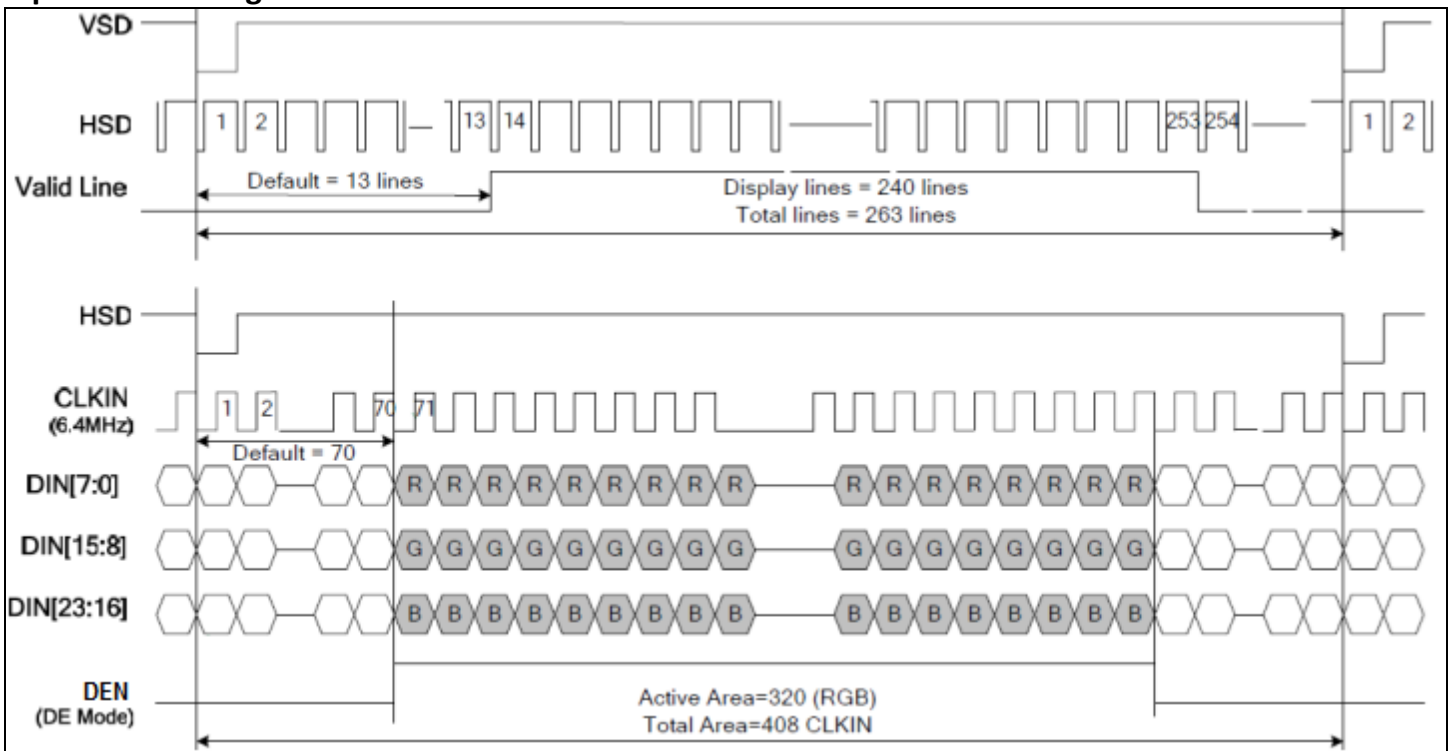 VSD
HSD
1 2 13 14 253 254 1 2
Valid Line
Default = 13 lines
Display lines = 240 lines
Total lines = 263 lines
HSD
CLKIN
(6.4MHz)
1 2 70 71
Default = 70
DIN[7:0]
R R R R R R R R R R R R R R R R R
DIN[15:8]
G G G G G G G G G G G G G G G G G
DIN[23:16]
B B B B B B B B B B B B B B B B B
DEN
(DE Mode)
Active Area=320 (RGB)
Total Area=408 CLKIN